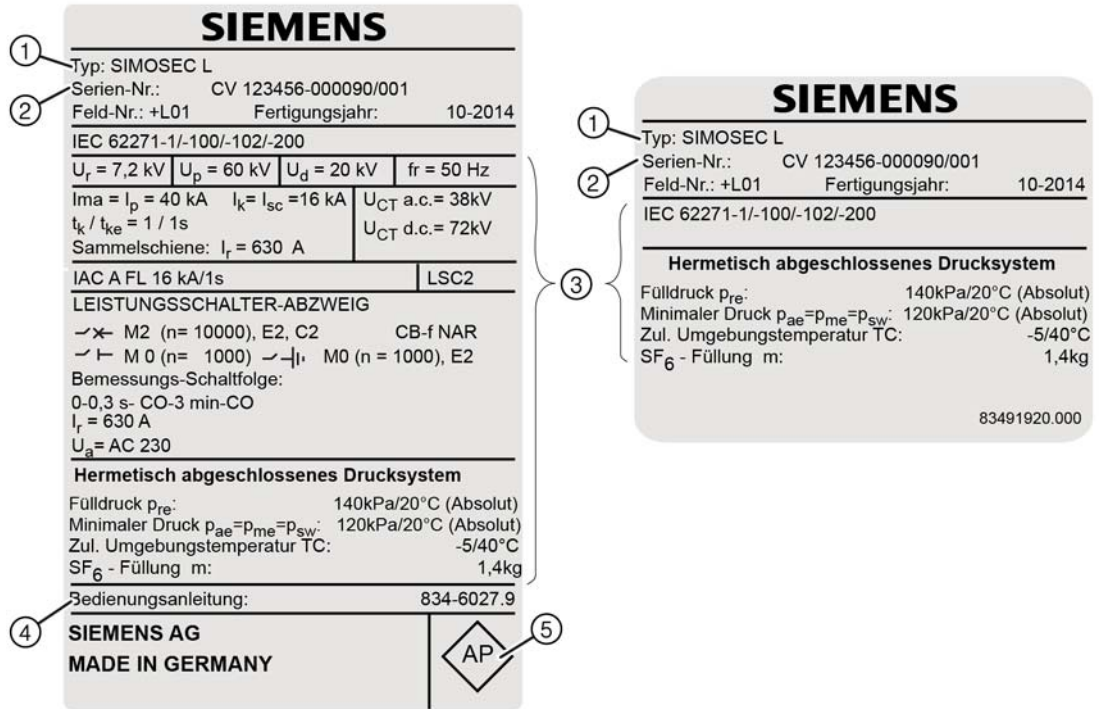 SIEMENS
1
Typ: SIMOSEC L
2
Serien-Nr.: CV 123456-000090/001
Feld-Nr.: +L01 Fertigungsjahr: 10-2014
IEC 62271-1/-100/-102/-200
Ur = 7,2 kV Up = 60 kV Ud = 20 kV fr = 50 Hz
Ima = Ip = 40 kA Ik= Isc =16 kA UCT a.c.= 38kV
tk / tke = 1 / 1s UCT d.c.= 72kV
Sammelschiene: Ir = 630 A
IAC A FL 16 kA/1s LSC2
LEISTUNGSSCHALTER-ABZWEIG
M2 (n= 10000), E2, C2 CB-f NAR
M 0 (n= 1000) M0 (n = 1000), E2
Bemessungs-Schaltfolge:
0-0,3 s- CO-3 min-CO
Ir = 630 A
Ua= AC 230
Hermetisch abgeschlossenes Drucksystem
Fülldruck pre: 140kPa/20°C (Absolut)
Minimaler Druck pae=pme=psw: 120kPa/20°C (Absolut)
Zul. Umgebungstemperatur TC: -5/40°C
SF6 - Füllung m: 1,4kg
4
Bedienungsanleitung: 834-6027.9
SIEMENS AG
MADE IN GERMANY
AP
5
3
SIEMENS
1
Typ: SIMOSEC L
2
Serien-Nr.: CV 123456-000090/001
Feld-Nr.: +L01 Fertigungsjahr: 10-2014
IEC 62271-1/-100/-102/-200
Hermetisch abgeschlossenes Drucksystem
Fülldruck pre: 140kPa/20°C (Absolut)
Minimaler Druck pae=pme=psw: 120kPa/20°C (Absolut)
Zul. Umgebungstemperatur TC: -5/40°C
SF6 - Füllung m: 1,4kg
83491920.000